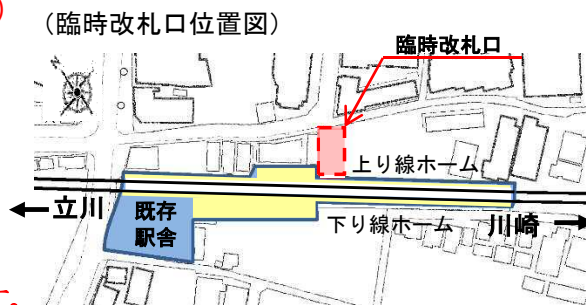 （臨時改札口位置図）
臨時改札口
上り線ホーム
立川
既存
駅舎
下り線ホーム
川崎